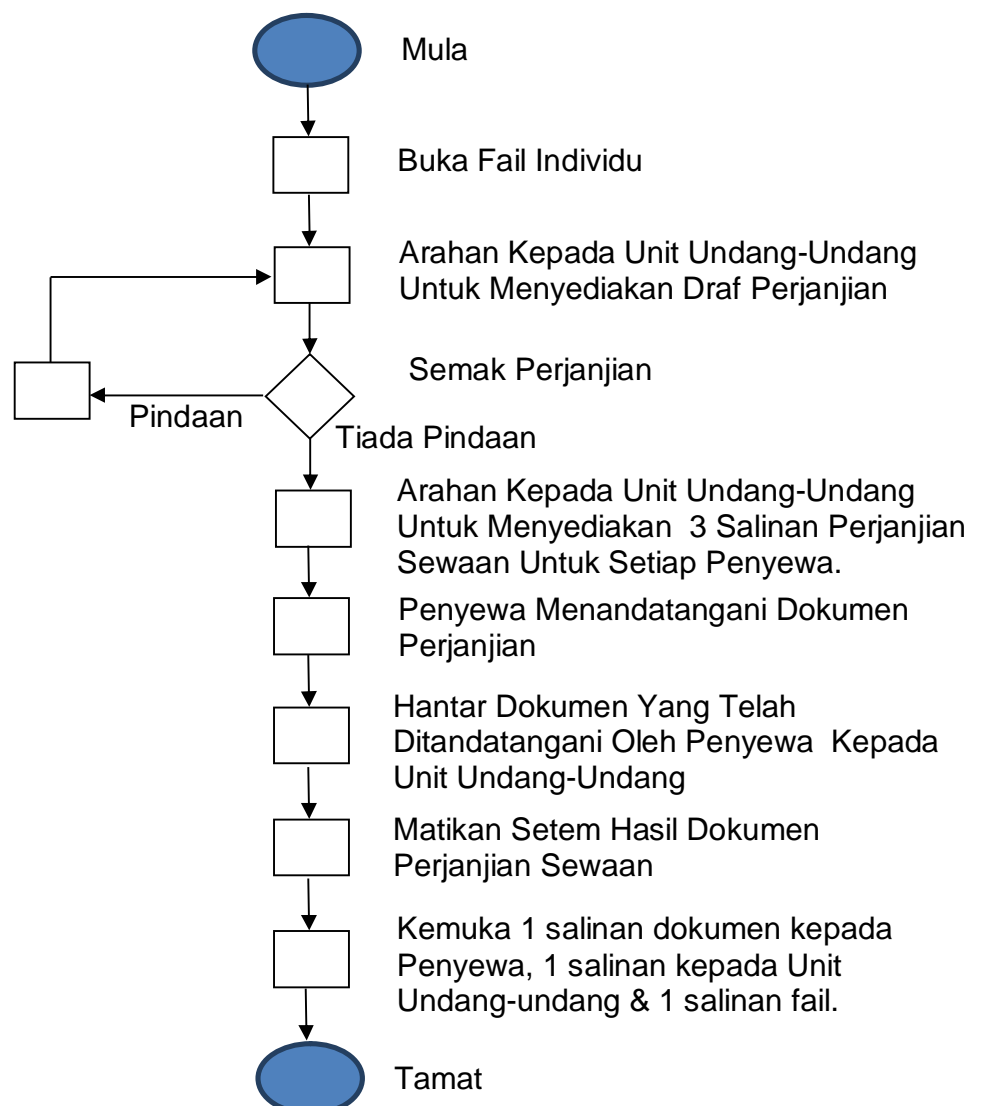 Mula
Buka Fail Individu
Arahan Kepada Unit Undang-Undang
Untuk Menyediakan Draf Perjanjian
Semak Perjanjian
Pindaan
Tiada Pindaan
Arahan Kepada Unit Undang-Undang
Untuk Menyediakan  3 Salinan Perjanjian
Sewaan Untuk Setiap Penyewa.
Penyewa Menandatangani Dokumen
Perjanjian
Hantar Dokumen Yang Telah
Ditandatangani Oleh Penyewa  Kepada
Unit Undang-Undang
Matikan Setem Hasil Dokumen
Perjanjian Sewaan
Kemuka 1 salinan dokumen kepada
Penyewa, 1 salinan kepada Unit
Undang-undang & 1 salinan fail.
Tamat